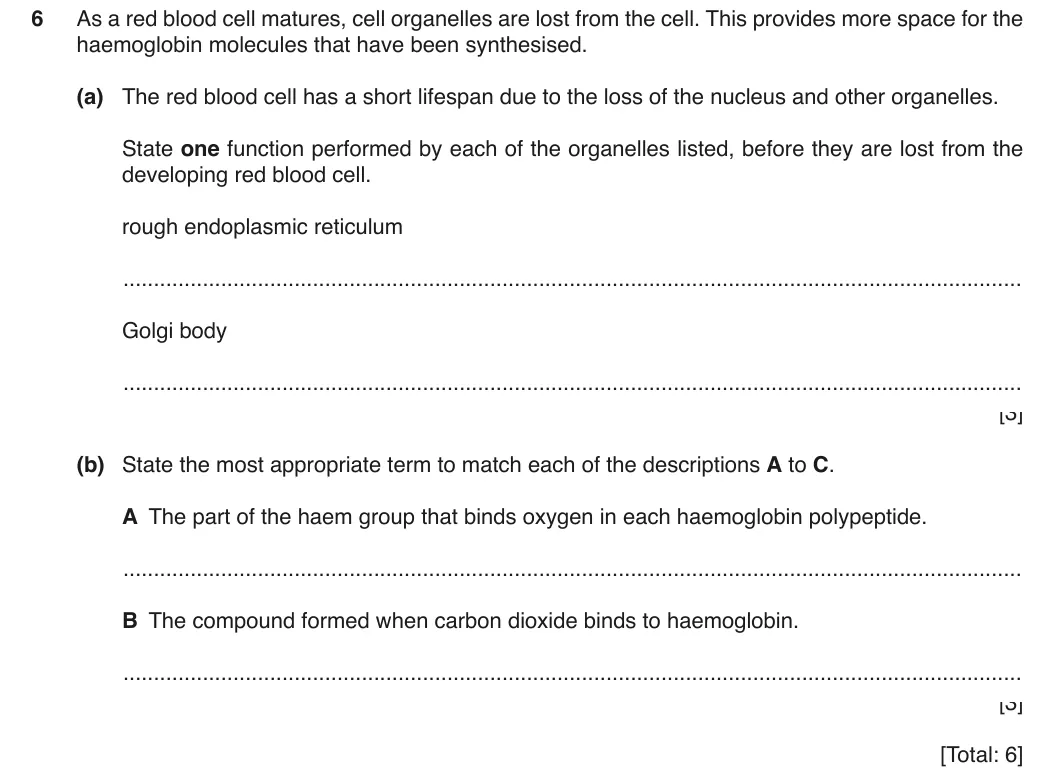 6 As a red blood cell matures, cell organelles are lost from the cell. This provides more space for the
haemoglobin molecules that have been synthesised.
(a) The red blood cell has a short lifespan due to the loss of the nucleus and other organelles.
State one function performed by each of the organelles listed, before they are lost from the
developing red blood cell.
rough endoplasmic reticulum
....................................................................................................................................................
Golgi body
....................................................................................................................................................
(b) State the most appropriate term to match each of the descriptions A to C.
A The part of the haem group that binds oxygen in each haemoglobin polypeptide.
....................................................................................................................................................
B The compound formed when carbon dioxide binds to haemoglobin.
....................................................................................................................................................
[Total: 6]